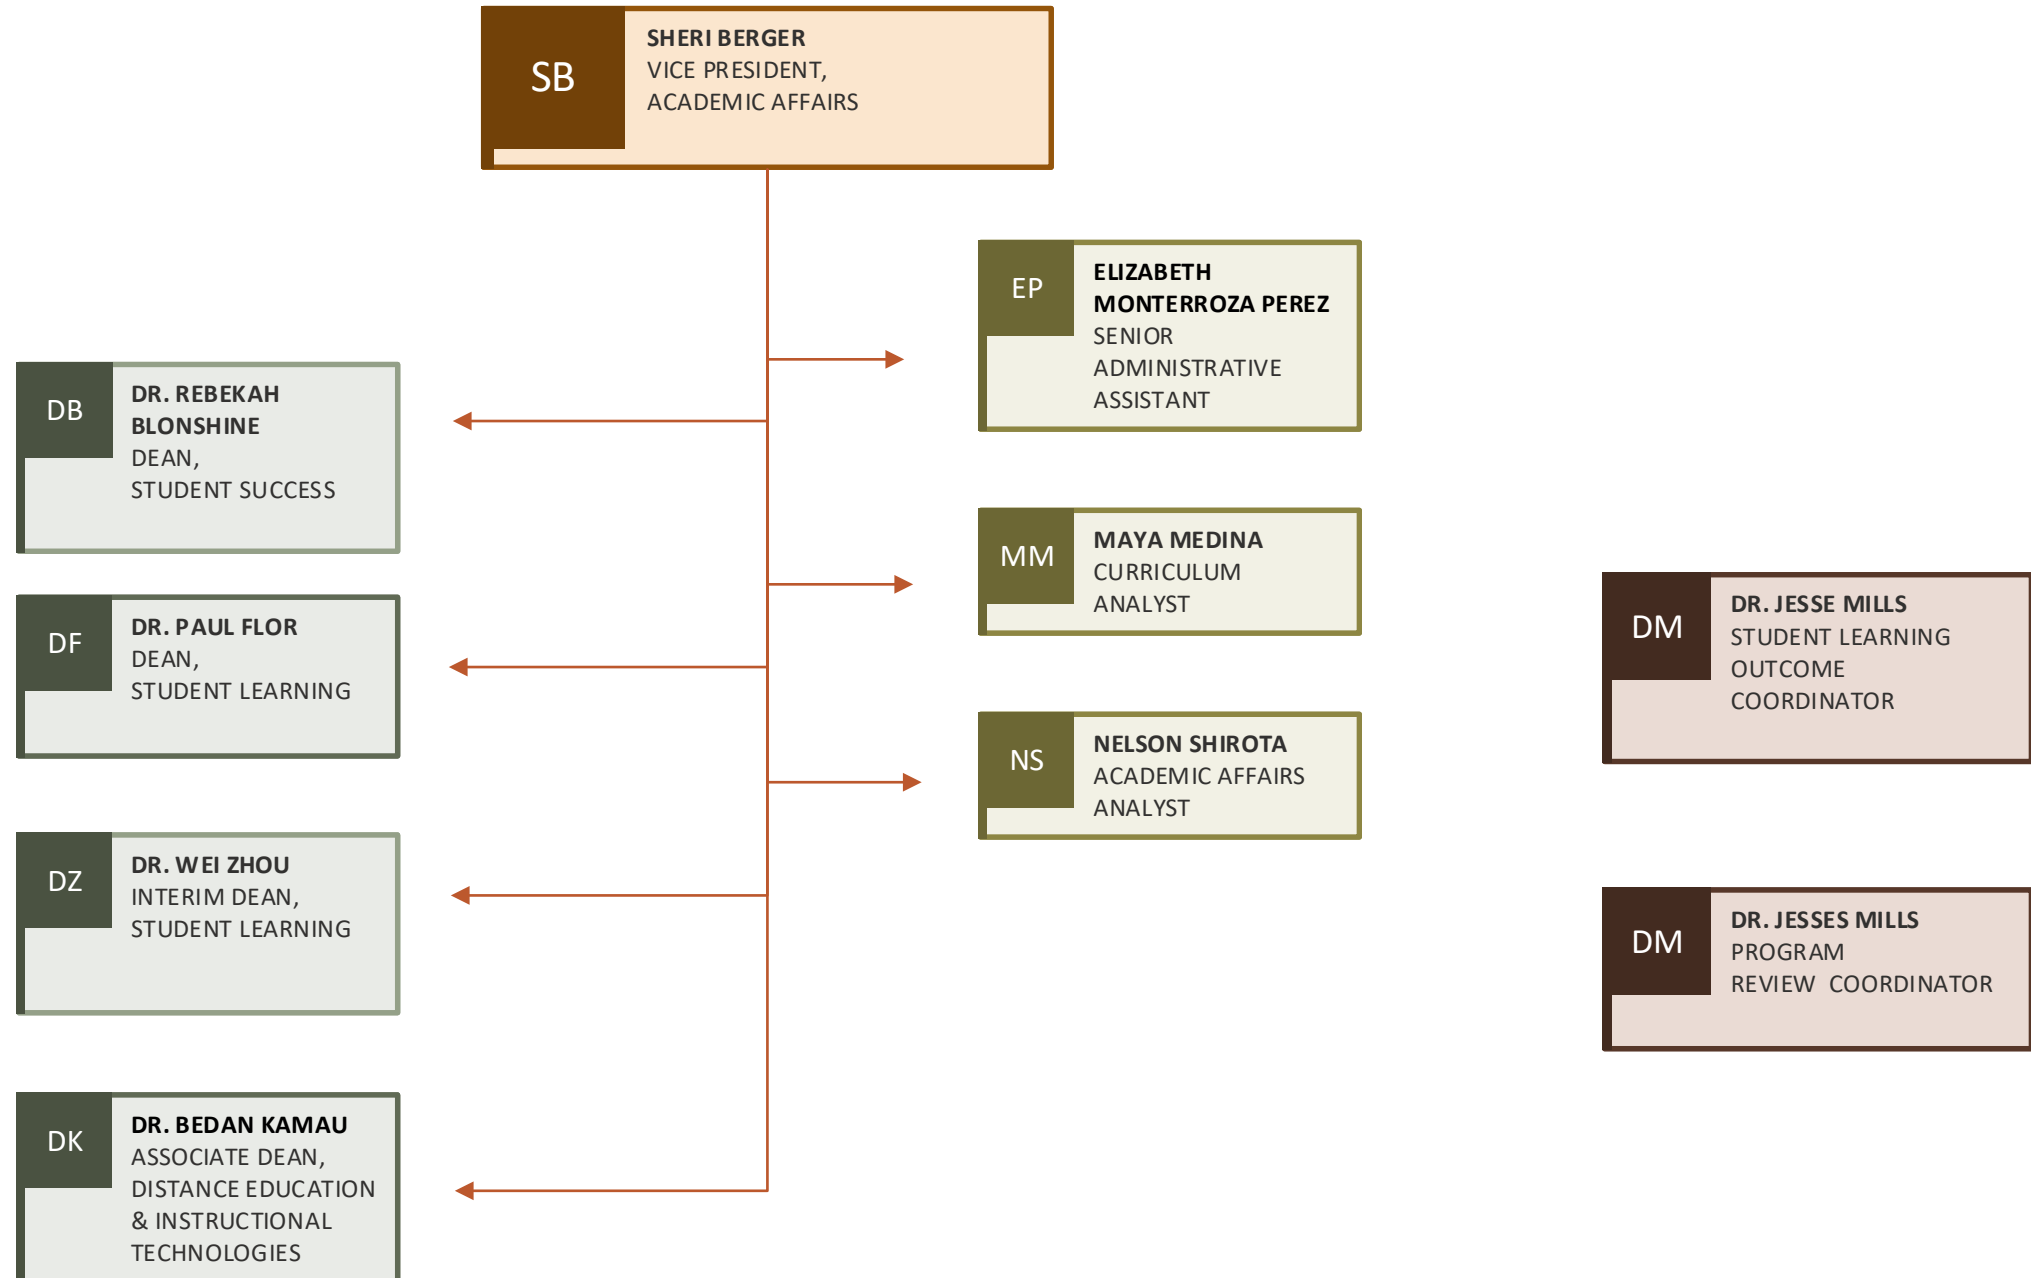 SB
SHERI BERGER
VICE PRESIDENT,
ACADEMIC AFFAIRS
EP
ELIZABETH
MONTERROZA PEREZ
SENIOR
ADMINISTRATIVE
ASSISTANT
DB
DR. REBEKAH
BLONSHINE
DEAN,
STUDENT SUCCESS
MM
MAYA MEDINA
CURRICULUM
ANALYST
DM
DR. JESSE MILLS
STUDENT LEARNING
OUTCOME
COORDINATOR
DF
DR. PAUL FLOR
DEAN,
STUDENT LEARNING
NS
NELSON SHIROTA
ACADEMIC AFFAIRS
ANALYST
DZ
DR. WEI ZHOU
INTERIM DEAN,
STUDENT LEARNING
DM
DR. JESSES MILLS
PROGRAM
REVIEW  COORDINATOR
DK
DR. BEDAN KAMAU
ASSOCIATE DEAN,
DISTANCE EDUCATION
& INSTRUCTIONAL
TECHNOLOGIES